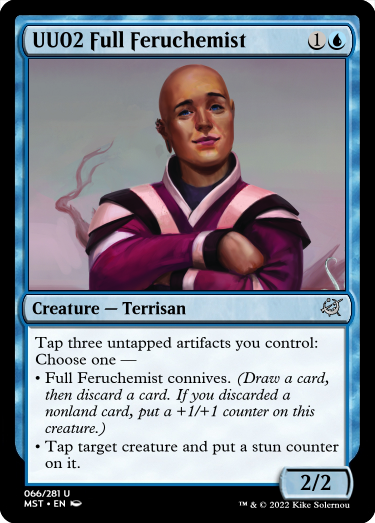 UU02 Full Feruchemist 1
Creature — Terrisan
Tap three untapped artifacts you control:
Choose one —
• Full Feruchemist connives. (Draw a card,
then discard a card. If you discarded a
nonland card, put a +1/+1 counter on this
creature.)
• Tap target creature and put a stun counter
on it.
2/2
066/281 U
MST • EN
™ & © 2022 Kike Solernou